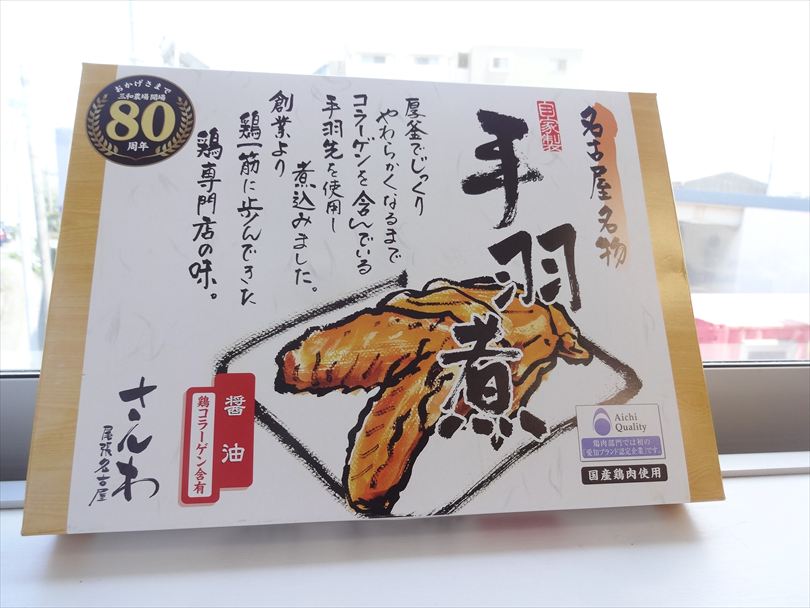 名古屋名物
自家製
手羽煮
厚釜でじっくり
やわらかくなるまで
コラーゲンを含んでいる
手羽先を使用し
煮込みました。
創業より
鶏一筋に歩んできた
鶏専門店の味。
おかげさまで
三和農場開場
80
周年
醤油
鶏コラーゲン含有
さんわ
尾張名古屋
Aichi
Quality
鶏肉部門では初の
「愛知ブランド認定企業」です。
国産鶏肉使用